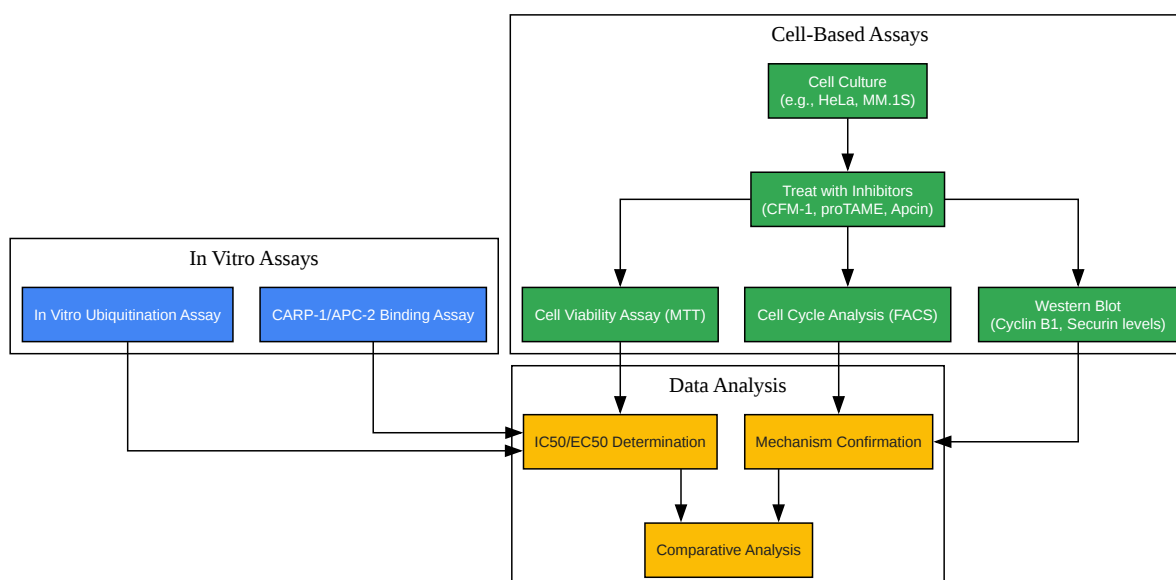 Cell-Based Assays
Cell Culture
(e.g., HeLa, MM.1S)
Treat with Inhibitors
(CFM-1, proTAME, Apcin)
In Vitro Assays
In Vitro Ubiquitination Assay
CARP-1/APC-2 Binding Assay
Cell Viability Assay (MTT)
Cell Cycle Analysis (FACS)
Western Blot
(Cyclin B1, Securin levels)
Data Analysis
IC50/EC50 Determination
Mechanism Confirmation
Comparative Analysis